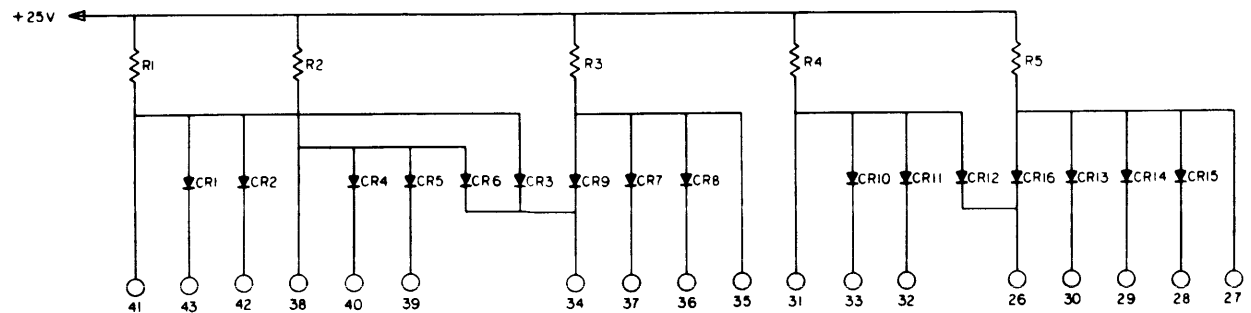 +25V
R1 R2 R3 R4 R5
CR1 CR2 CR4 CR5 CR6 CR3 CR9 CR7 CR8 CR10 CR11 CR12 CR16 CR13 CR14 CR15
41 43 42 38 40 39 34 37 36 35 31 33 32 26 30 29 28 27